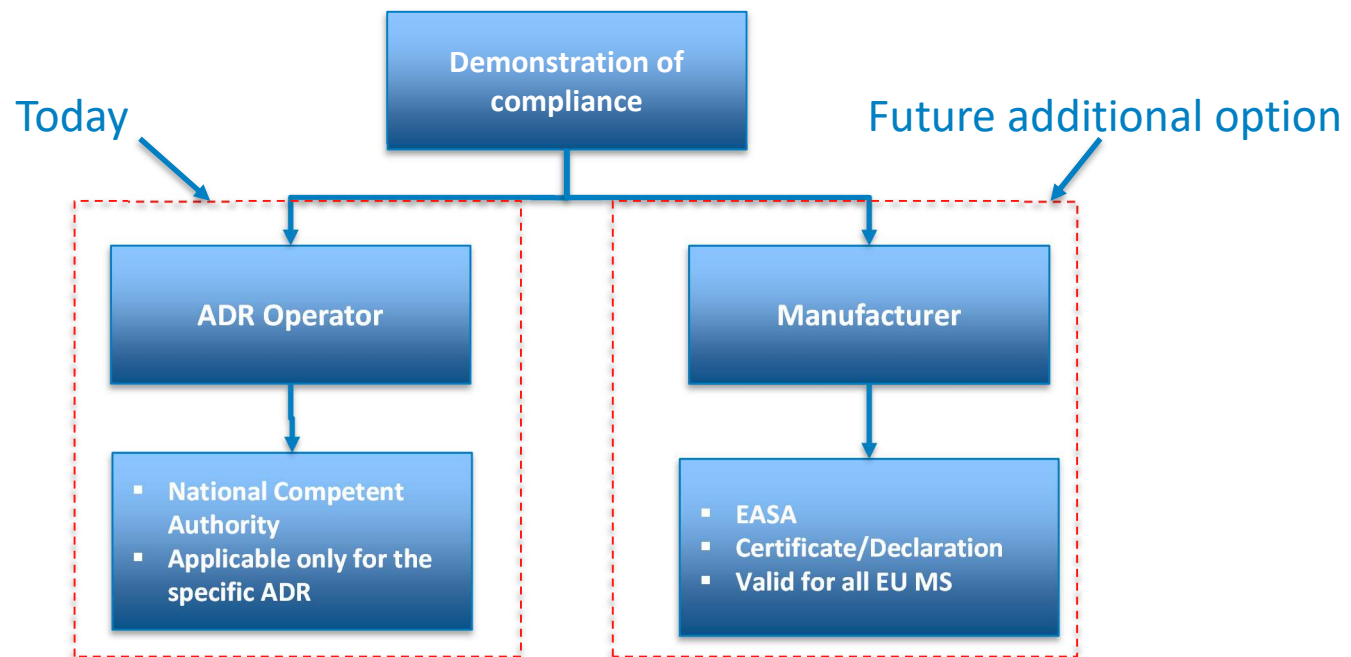 Demonstration of
compliance
Today
Future additional option
ADR Operator
Manufacturer
▪ National Competent
Authority
▪ Applicable only for the
specific ADR
▪ EASA
▪ Certificate/Declaration
▪ Valid for all EU MS